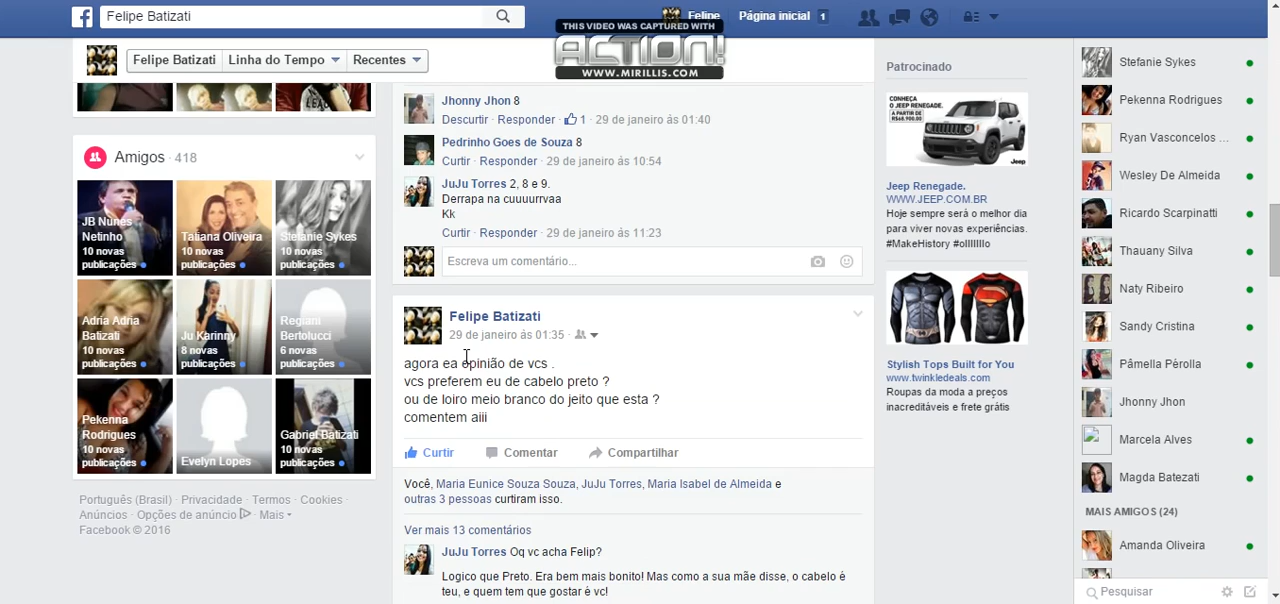 Felipe Batizati
Felipe
Página inicial 1
THIS VIDEO WAS CAPTURED WITH
ACTION!
WWW.MIRILLIS.COM
Felipe Batizati
Linha do Tempo
Recentes
Amigos · 418
JB Nunes
Netinho
10 novas
publicações
Tatiana Oliveira
10 novas
publicações
Stefanie Sykes
10 novas
publicações
Adria Adria
Batizati
10 novas
publicações
Ju Karinny
8 novas
publicações
Regiani
Bertolucci
6 novas
publicações
Pekenna
Rodrigues
10 novas
publicações
Evelyn Lopes
Gabriel Batizati
10 novas
publicações
Português (Brasil) · Privacidade · Termos · Cookies ·
Anúncios · Opções de anúncio · Mais
Facebook © 2016
Jhonny Jhon 8
Descurtir · Responder · 1 · 29 de janeiro ás 01:40
Pedrinho Goes de Souza 8
Curtir · Responder · 29 de janeiro ás 10:54
JuJu Torres 2, 8 e 9.
Derrapa na cuuuurrvaa
Kk
Curtir · Responder · 29 de janeiro ás 11:23
Escreva um comentário...
Felipe Batizati
29 de janeiro ás 01:35 ·
agora ea opinião de vcs .
vcs preferem eu de cabelo preto ?
ou de loiro meio branco do jeito que esta ?
comentem aiii
Curtir
Comentar
Compartilhar
Você, Maria Eunice Souza Souza, JuJu Torres, Maria Isabel de Almeida e
outras 3 pessoas curtiram isso.
Ver mais 13 comentários
JuJu Torres Oq vc acha Felip?
Logico que Preto. Era bem mais bonito! Mas como a sua mãe disse, o cabelo é
teu, e quem tem que gostar é vc!
Patrocinado
CONHEÇA
O JEEP RENEGADE.
A PARTIR DE
R$68.900,00
Jeep
Jeep Renegade.
WWW.JEEP.COM.BR
Hoje sempre será o melhor dia
para viver novas experiências.
#MakeHistory #olllllllo
Stylish Tops Built for You
www.twinkledeals.com
Roupas da moda a preços
inacreditáveis e frete grátis
Stefanie Sykes
Pekenna Rodrigues
Ryan Vasconcelos ...
Wesley De Almeida
Ricardo Scarpinatti
Thauany Silva
Naty Ribeiro
Sandy Cristina
Pâmella Pérolla
Jhonny Jhon
Marcela Alves
Magda Batezati
MAIS AMIGOS (24)
Amanda Oliveira
Pesquisar